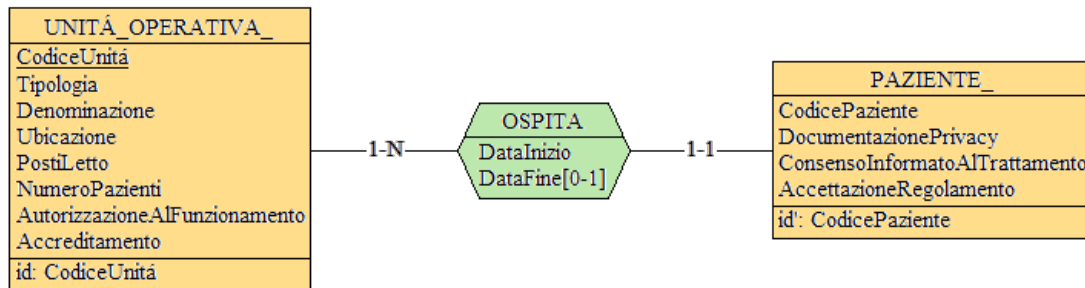 UNITÁ_OPERATIVA_
CodiceUnitá
Tipologia
Denominazione
Ubicazione
PostiLetto
NumeroPazienti
AutorizzazioneAlFunzionamento
Accreditamento
id: CodiceUnitá
1-N
OSPITA
DataInizio
DataFine[0-1]
1-1
PAZIENTE_
CodicePaziente
DocumentazionePrivacy
ConsensoInformatoAlTrattamento
AccettazioneRegolamento
id': CodicePaziente